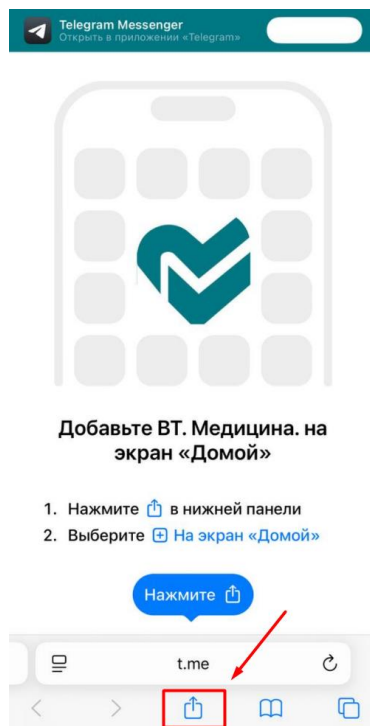 Telegram Messenger
Открыть в приложении «Telegram»
Добавьте ВТ. Медицина. на
экран «Домой»
1. Нажмите в нижней панели
2. Выберите На экран «Домой»
Нажмите
t.me